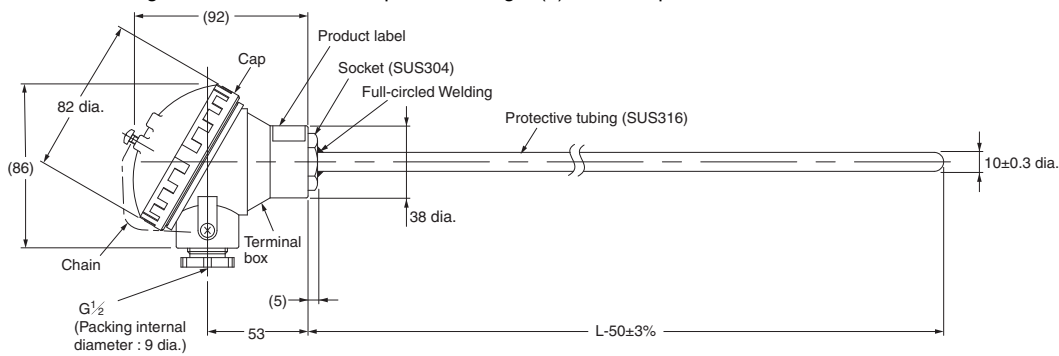 (92)
Product label
Cap
Socket (SUS304)
Full-circled Welding
82 dia.
Protective tubing (SUS316)
(86)
10±0.3 dia.
38 dia.
Terminal
box
Chain
G½
(Packing internal
diameter : 9 dia.)
(5)
53
L-50±3%